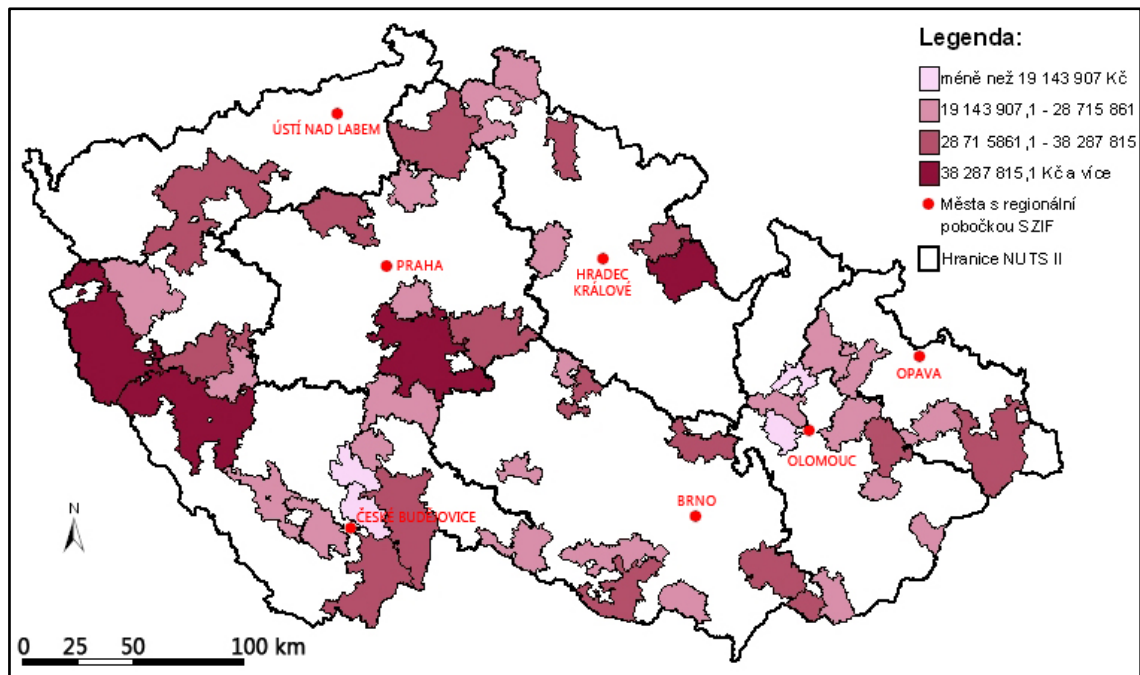 Legenda:
méně než 19 143 907 Kč
19 143 907,1 - 28 715 861
28 71 5861,1 - 38 287 815
38 287 815,1 Kč a více
Města s regionální
pobočkou SZIF
Hranice NUTS II
ÚSTÍ NAD LABEM
PRAHA
HRADEC
KRÁLOVÉ
OPAVA
OLOMOUC
BRNO
ČESKÉ BUDĚJOVICE
N
0 25 50 100 km